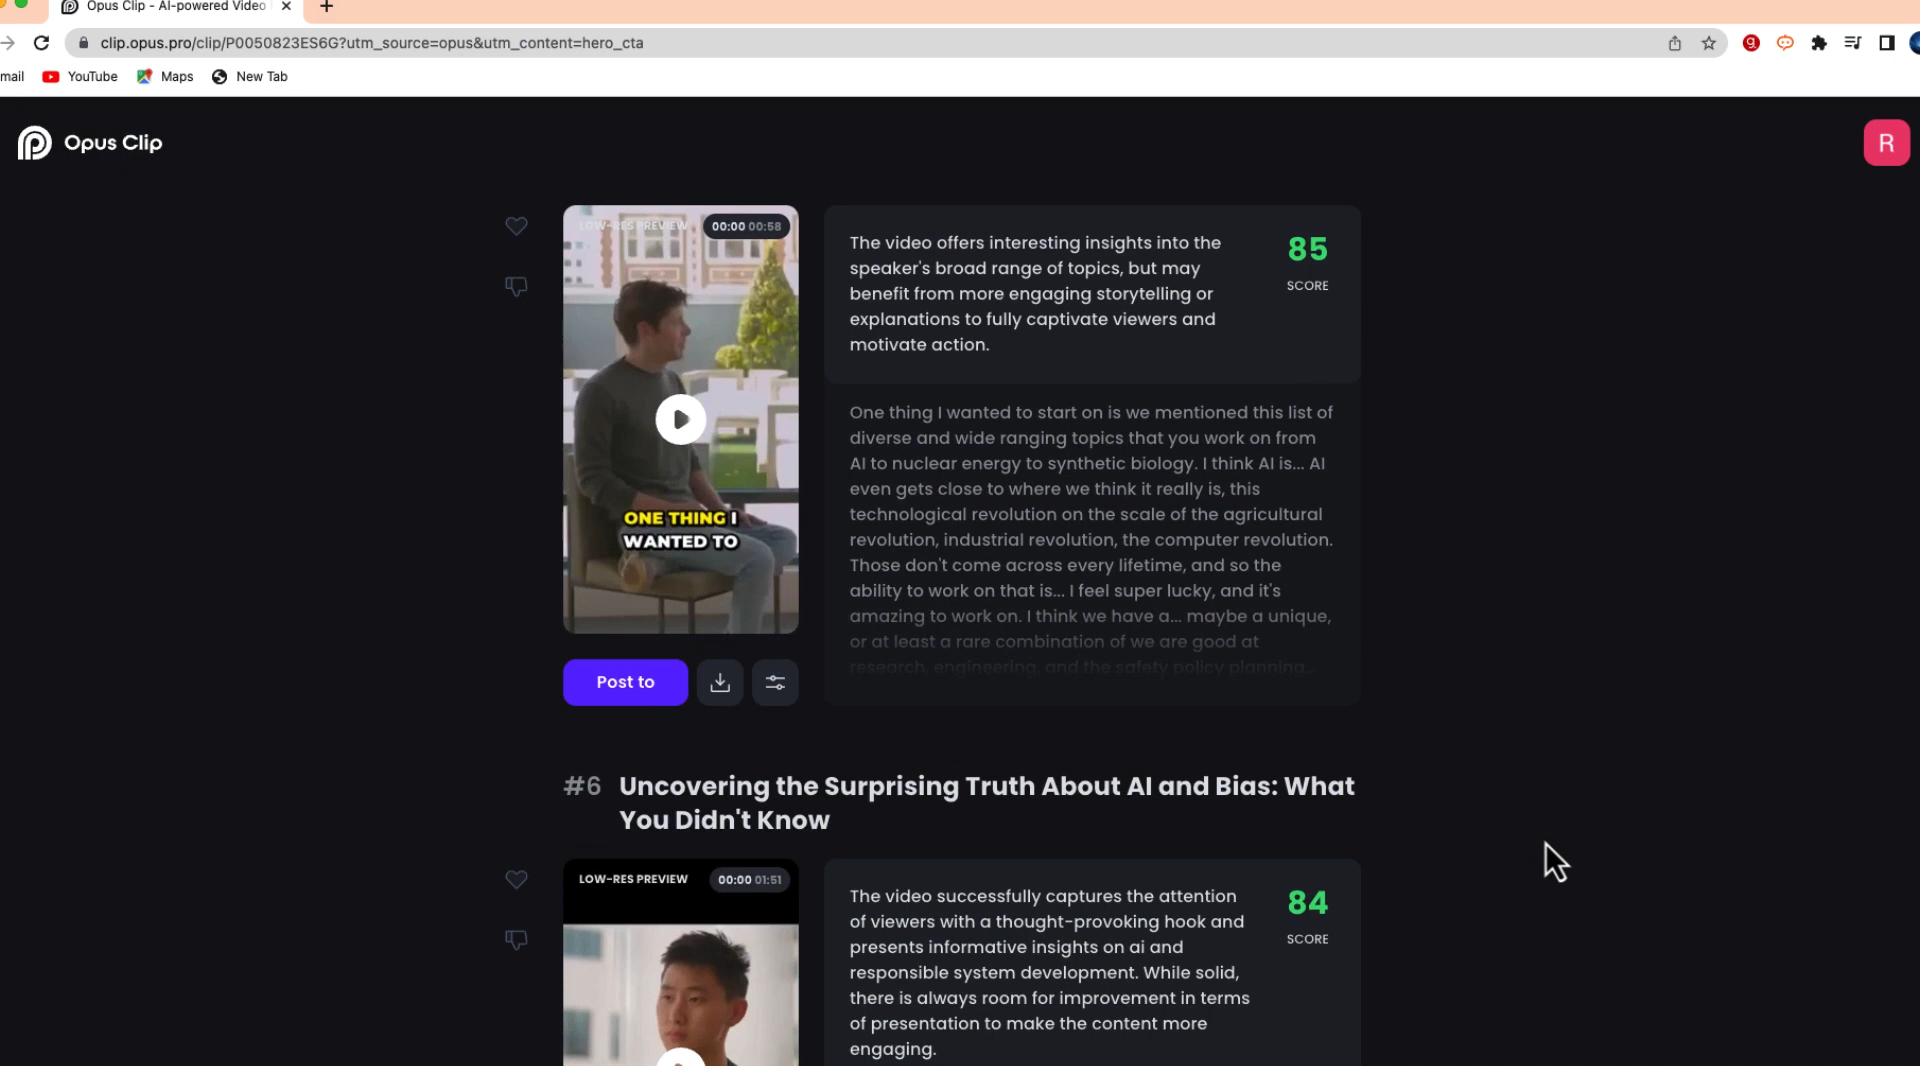 Opus Clip - AI-powered Video
clip.opus.pro/clip/P0050823ES6G?utm_source=opus&utm_content=hero_cta
mail YouTube Maps New Tab
Opus Clip
R
LOW-RES PREVIEW 00:00 00:58
ONE THING I
WANTED TO
The video offers interesting insights into the
speaker's broad range of topics, but may
benefit from more engaging storytelling or
explanations to fully captivate viewers and
motivate action.
85
SCORE
One thing I wanted to start on is we mentioned this list of
diverse and wide ranging topics that you work on from
AI to nuclear energy to synthetic biology. I think AI is... AI
even gets close to where we think it really is, this
technological revolution on the scale of the agricultural
revolution, industrial revolution, the computer revolution.
Those don't come across every lifetime, and so the
ability to work on that is... I feel super lucky, and it's
amazing to work on. I think we have a... maybe a unique,
or at least a rare combination of we are good at
research, engineering, and the safety policy planning...
Post to
#6 Uncovering the Surprising Truth About AI and Bias: What
You Didn't Know
LOW-RES PREVIEW 00:00 01:51
The video successfully captures the attention
of viewers with a thought-provoking hook and
presents informative insights on ai and
responsible system development. While solid,
there is always room for improvement in terms
of presentation to make the content more
engaging.
84
SCORE